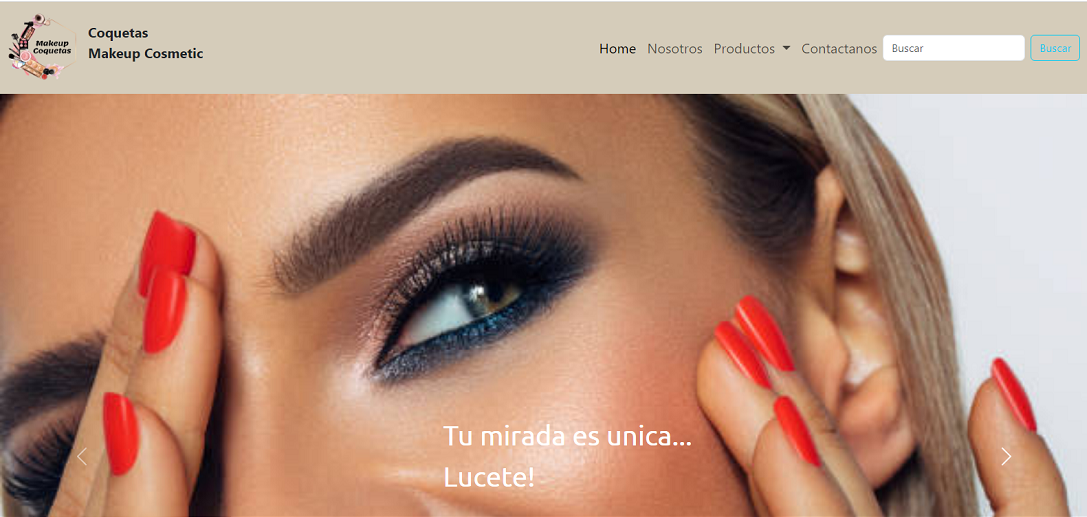 Makeup
Coquetas
Coquetas
Makeup Cosmetic
Home Nosotros Productos Contactanos Buscar Buscar
Tu mirada es unica...
Lucete!